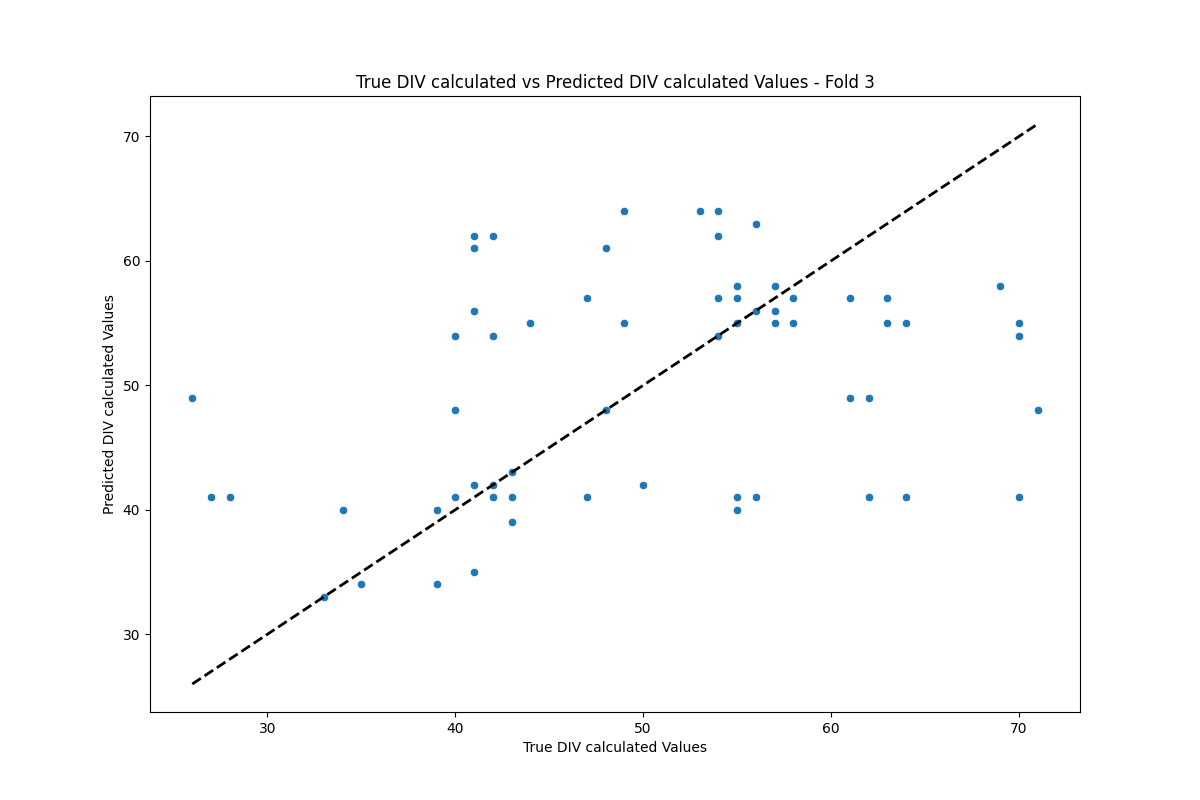 True DIV calculated vs Predicted DIV calculated Values - Fold 3
Predicted DIV calculated Values
70
60
50
40
30
30 40 50 60 70
True DIV calculated Values